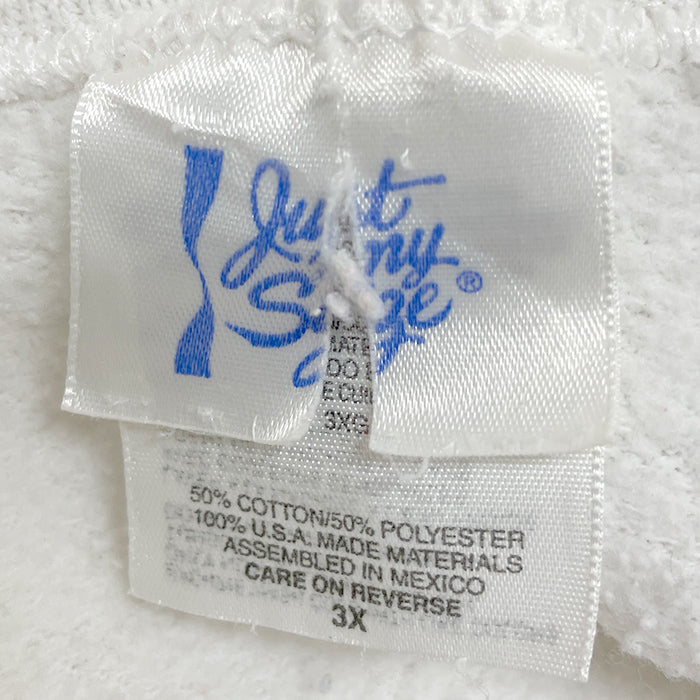 Just
My
Size®
50% COTTON/50% POLYESTER
100% U.S.A. MADE MATERIALS
ASSEMBLED IN MEXICO
CARE ON REVERSE
3X